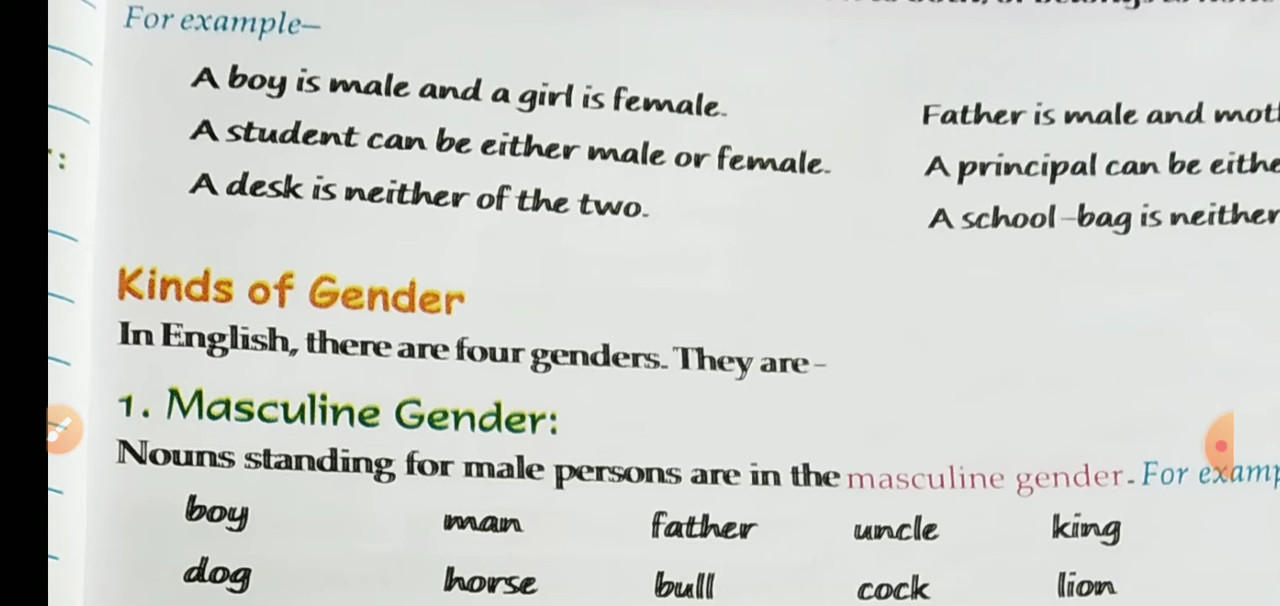 For example–
A boy is male and a girl is female.
A student can be either male or female.
A desk is neither of the two.
Father is male and
A principal can be
A school-bag is neither
Kinds of Gender
In English, there are four genders. They are-
1. Masculine Gender:
Nouns standing for male persons are in the masculine gender. For
boy man father uncle king
dog horse bull cock lion